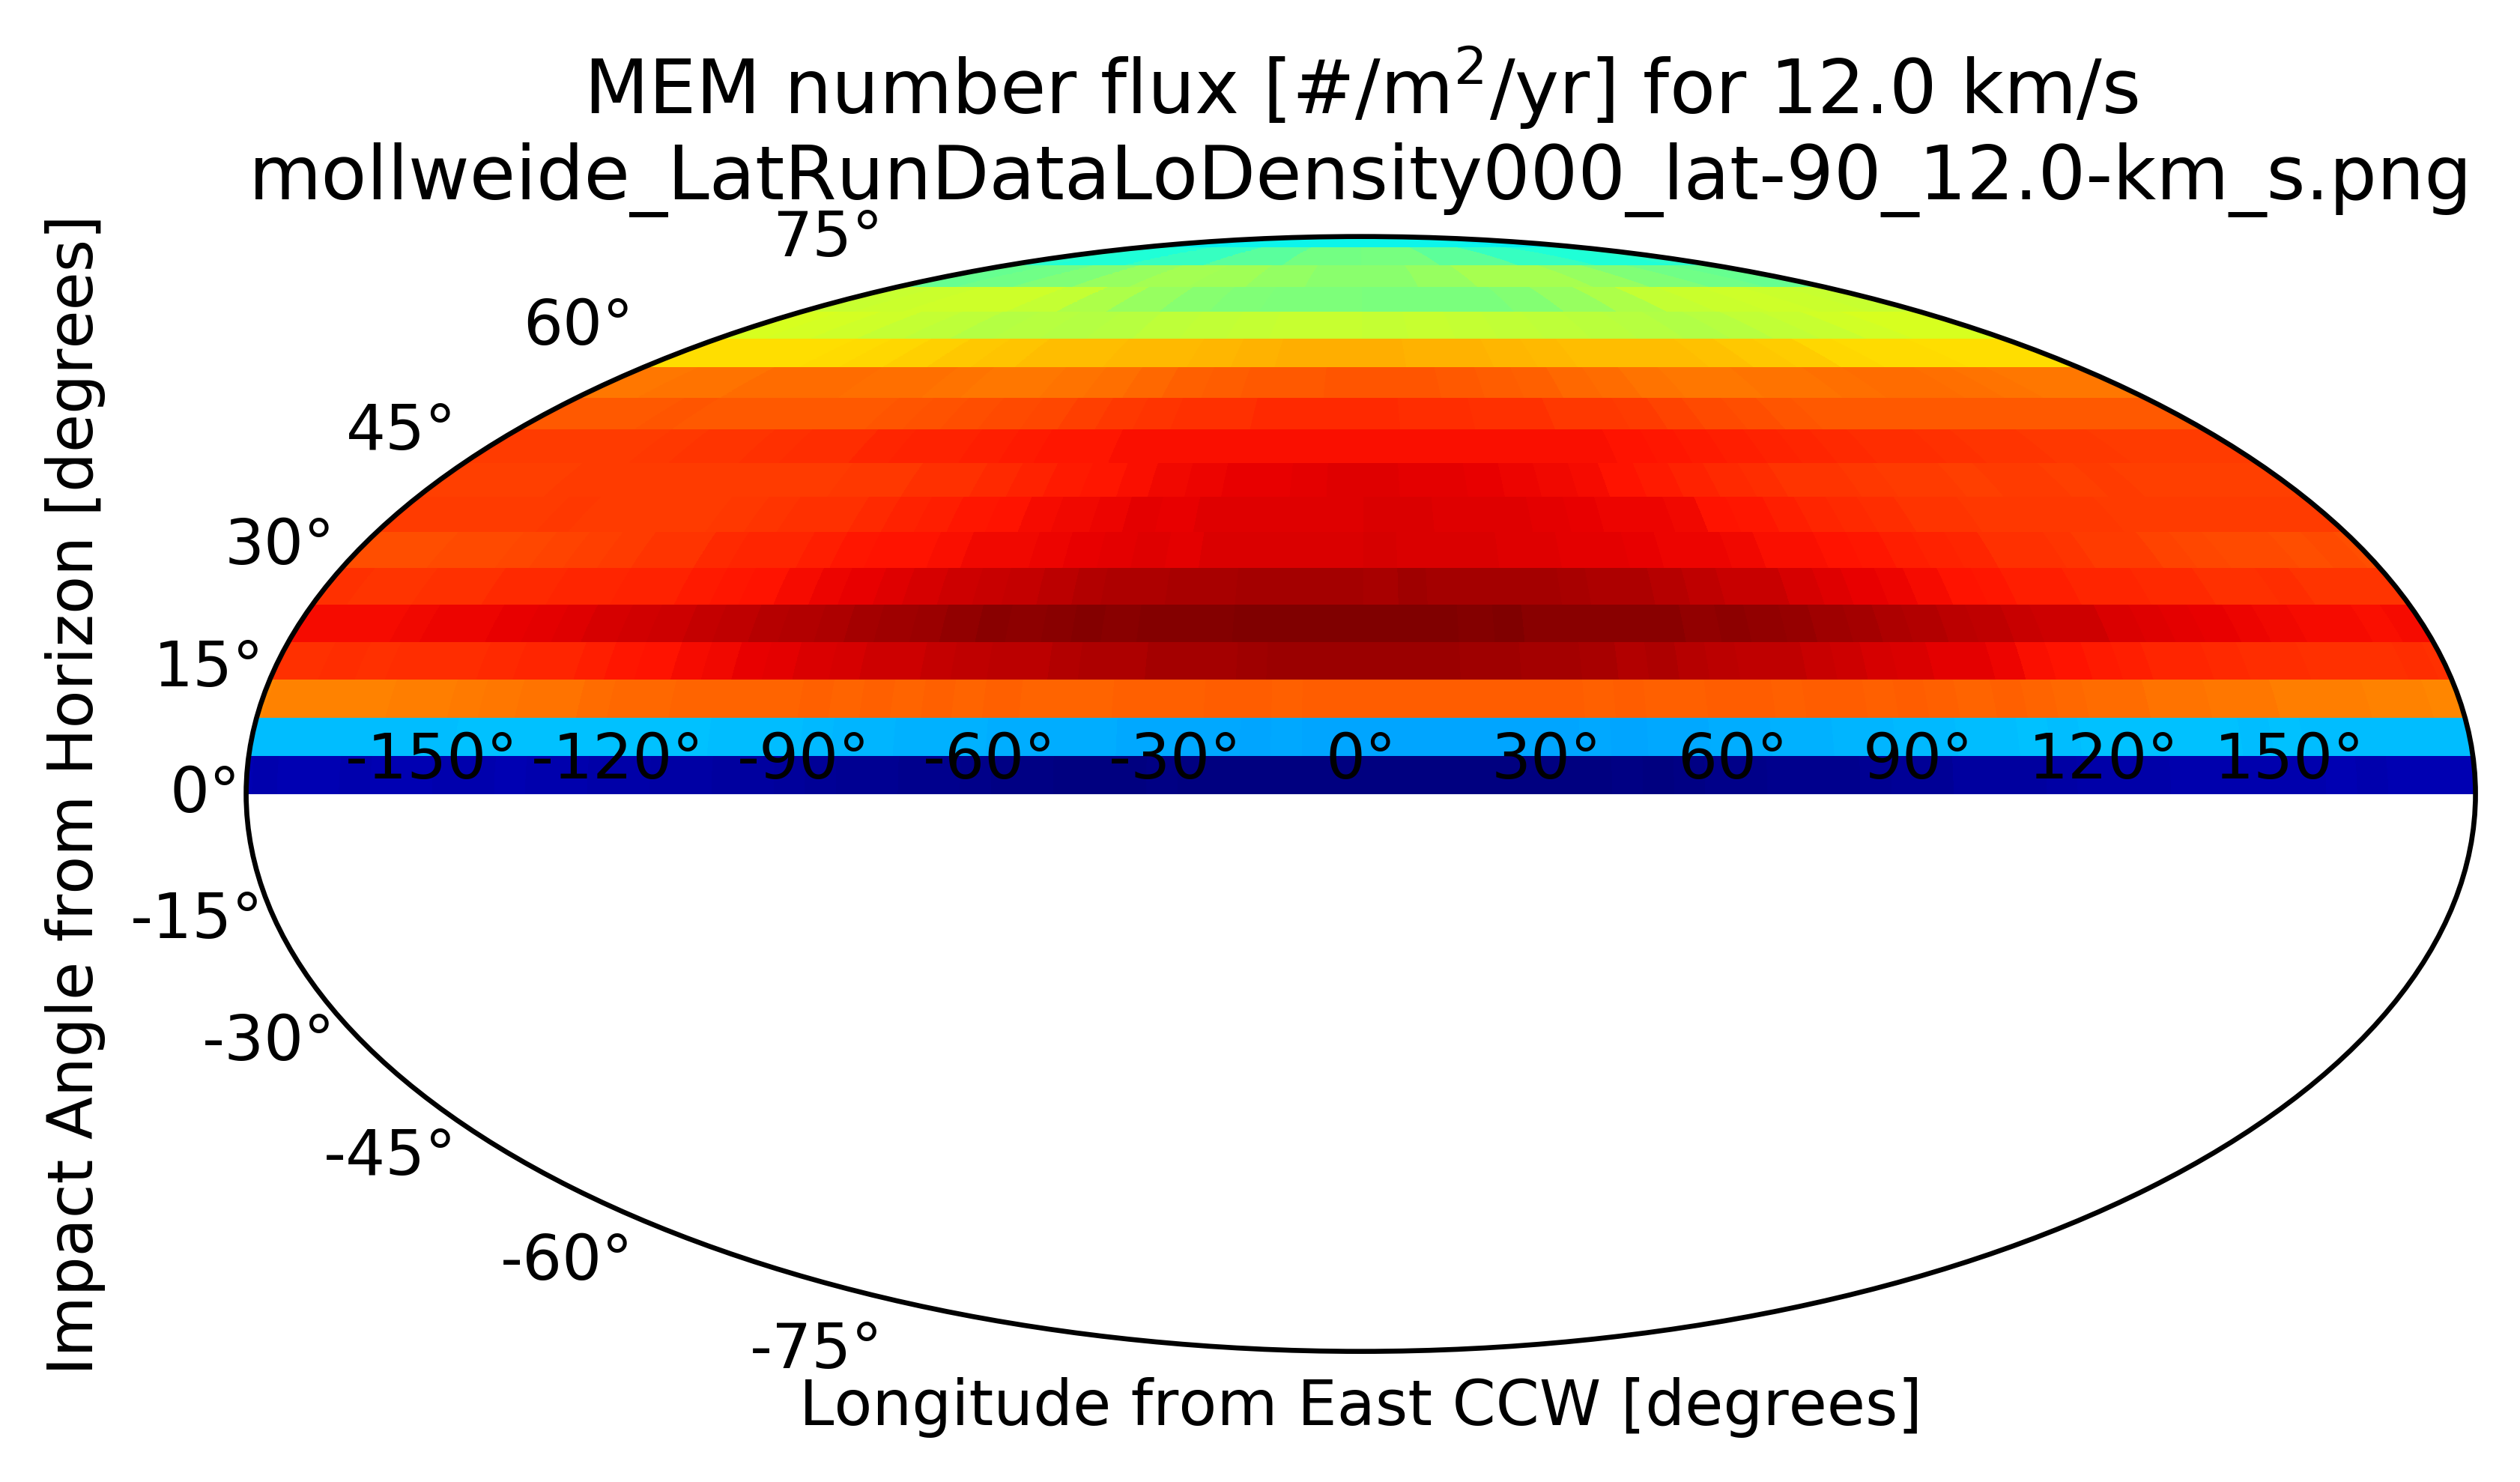 MEM number flux [#/m²/yr] for 12.0 km/s
mollweide_LatRunDataLoDensity000_lat-90_12.0-km_s.png
Impact Angle from Horizon [degrees]
75°
60°
45°
30°
15°
0°
-15°
-30°
-45°
-60°
-75°
-150° -120° -90° -60° -30° 0° 30° 60° 90° 120° 150°
Longitude from East CCW [degrees]